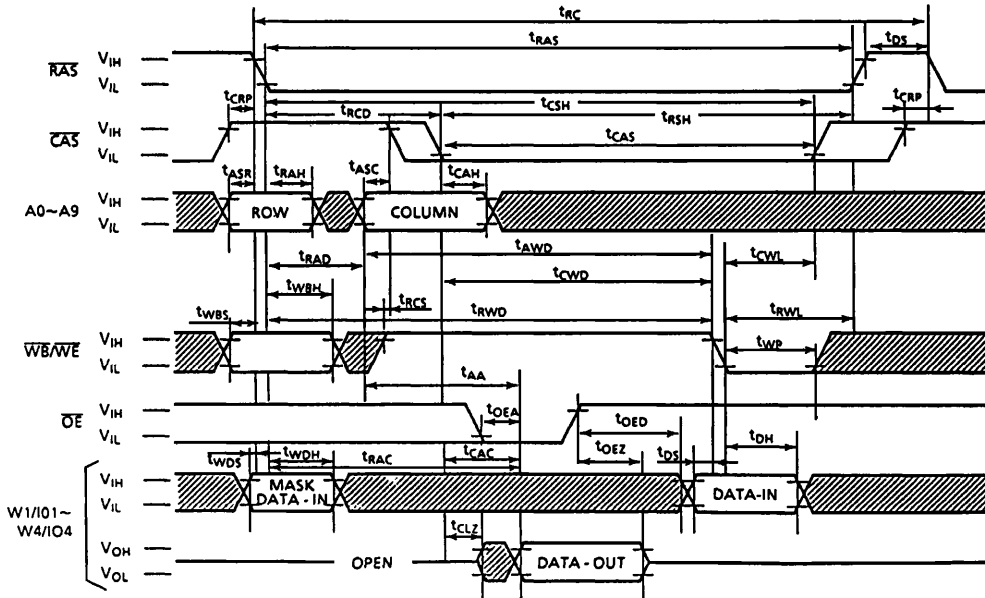 tRC
tRAS
tDS
RAS
VIH
VIL
tCRP
tRCD
tCSH
tRSH
tCRP
CAS
VIH
VIL
tCAS
tASR
tRAH
tASC
tCAH
A0~A9
VIH
VIL
ROW
COLUMN
tRAD
tAWD
tCWD
tCWL
tWBH
tRCS
tWBS
tRWD
tRWL
WB/WE
VIH
VIL
tWP
tAA
OE
VIH
VIL
tOEA
tOED
tOEZ
tWDS
tWDH
tRAC
tCAC
tDS
tDH
W1/I01~
W4/IO4
VIH
VIL
MASK
DATA-IN
DATA-IN
tCLZ
VOH
VOL
OPEN
DATA-OUT